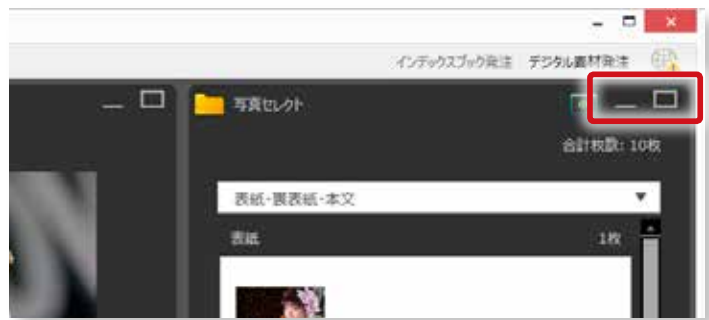 インデックスブック発注 デジタル素材発注
写真セレクト
合計枚数: 10枚
表紙・裏表紙・本文
表紙 1枚